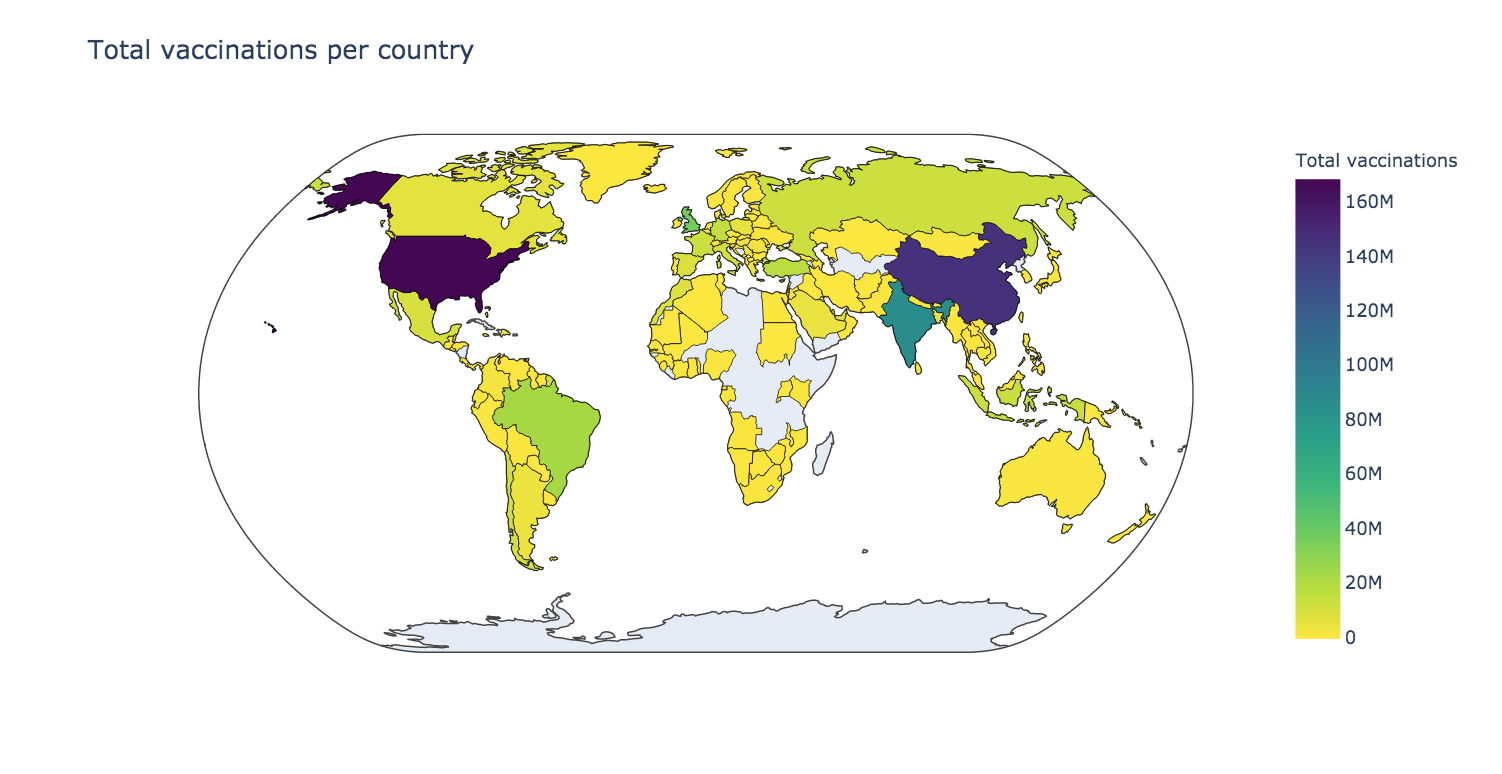 Total vaccinations per country
Total vaccinations
160M
140M
120M
100M
80M
60M
40M
20M
0